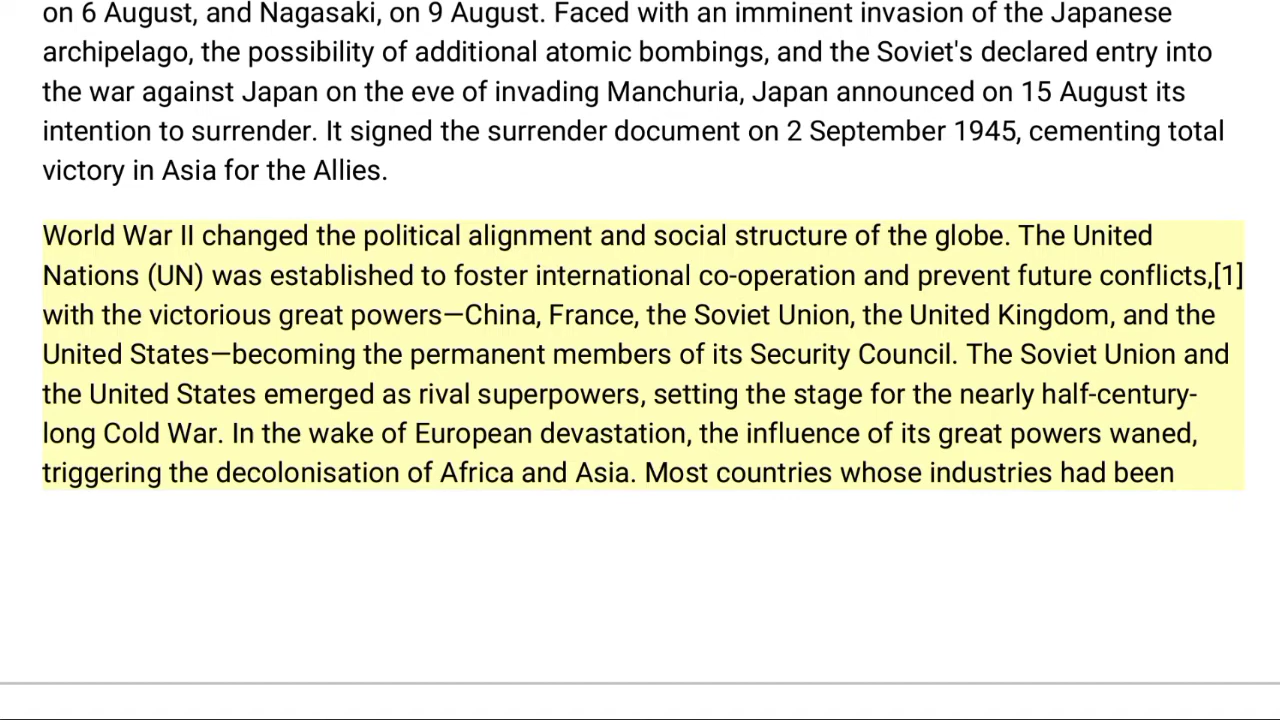 on 6 August, and Nagasaki, on 9 August. Faced with an imminent invasion of the Japanese
archipelago, the possibility of additional atomic bombings, and the Soviet's declared entry into
the war against Japan on the eve of invading Manchuria, Japan announced on 15 August its
intention to surrender. It signed the surrender document on 2 September 1945, cementing total
victory in Asia for the Allies.
World War II changed the political alignment and social structure of the globe. The United
Nations (UN) was established to foster international co-operation and prevent future conflicts,[1]
with the victorious great powers—China, France, the Soviet Union, the United Kingdom, and the
United States—becoming the permanent members of its Security Council. The Soviet Union and
the United States emerged as rival superpowers, setting the stage for the nearly half-century-
long Cold War. In the wake of European devastation, the influence of its great powers waned,
triggering the decolonisation of Africa and Asia. Most countries whose industries had been